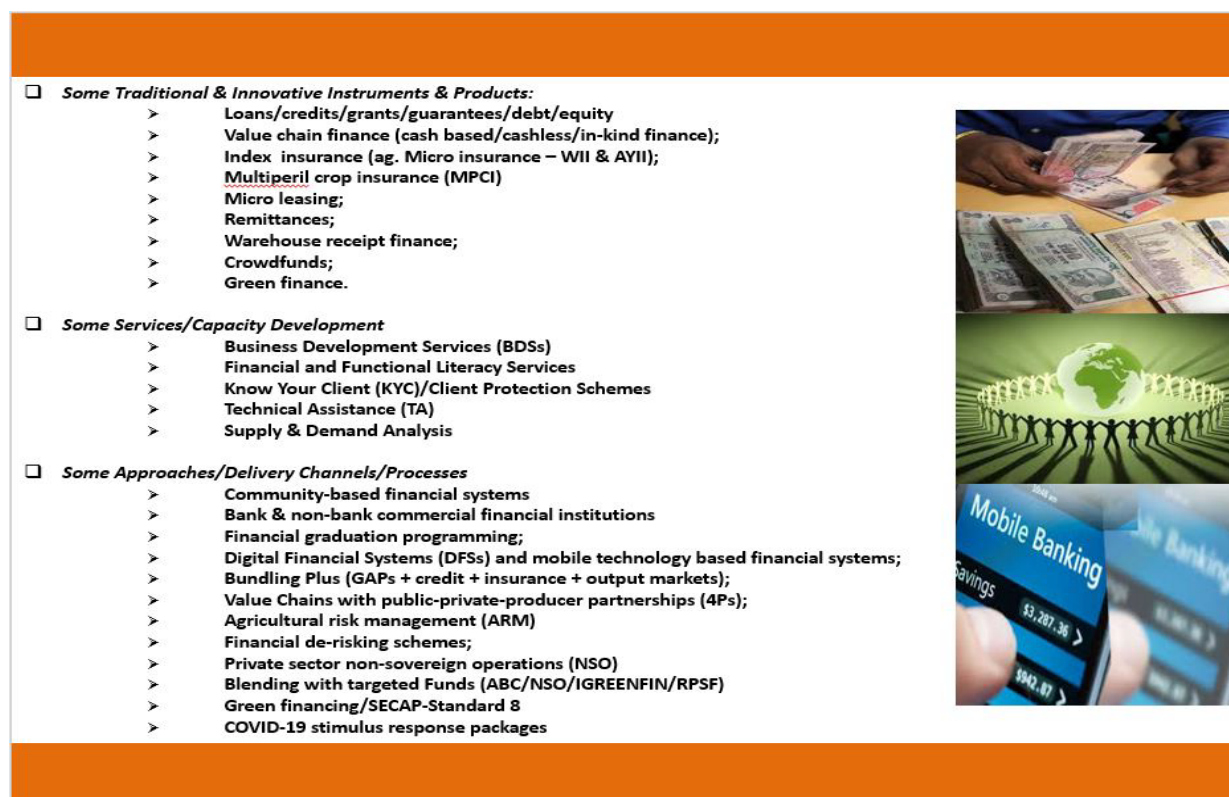 ❑ Some Traditional & Innovative Instruments & Products:
➢ Loans/credits/grants/guarantees/debt/equity
➢ Value chain finance (cash based/cashless/in-kind finance);
➢ Index insurance (ag. Micro insurance – WII & AYII);
➢ Multiperil crop insurance (MPCI)
➢ Micro leasing;
➢ Remittances;
➢ Warehouse receipt finance;
➢ Crowdfunds;
➢ Green finance.
❑ Some Services/Capacity Development
➢ Business Development Services (BDSs)
➢ Financial and Functional Literacy Services
➢ Know Your Client (KYC)/Client Protection Schemes
➢ Technical Assistance (TA)
➢ Supply & Demand Analysis
❑ Some Approaches/Delivery Channels/Processes
➢ Community-based financial systems
➢ Bank & non-bank commercial financial institutions
➢ Financial graduation programming;
➢ Digital Financial Systems (DFSs) and mobile technology based financial systems;
➢ Bundling Plus (GAPs + credit + insurance + output markets);
➢ Value Chains with public-private-producer partnerships (4Ps);
➢ Agricultural risk management (ARM)
➢ Financial de-risking schemes;
➢ Private sector non-sovereign operations (NSO)
➢ Blending with targeted Funds (ABC/NSO/IGREENFIN/RPSF)
➢ Green financing/SECAP-Standard 8
➢ COVID-19 stimulus response packages
Mobile Banking
Savings
$3,287.36
$942.87